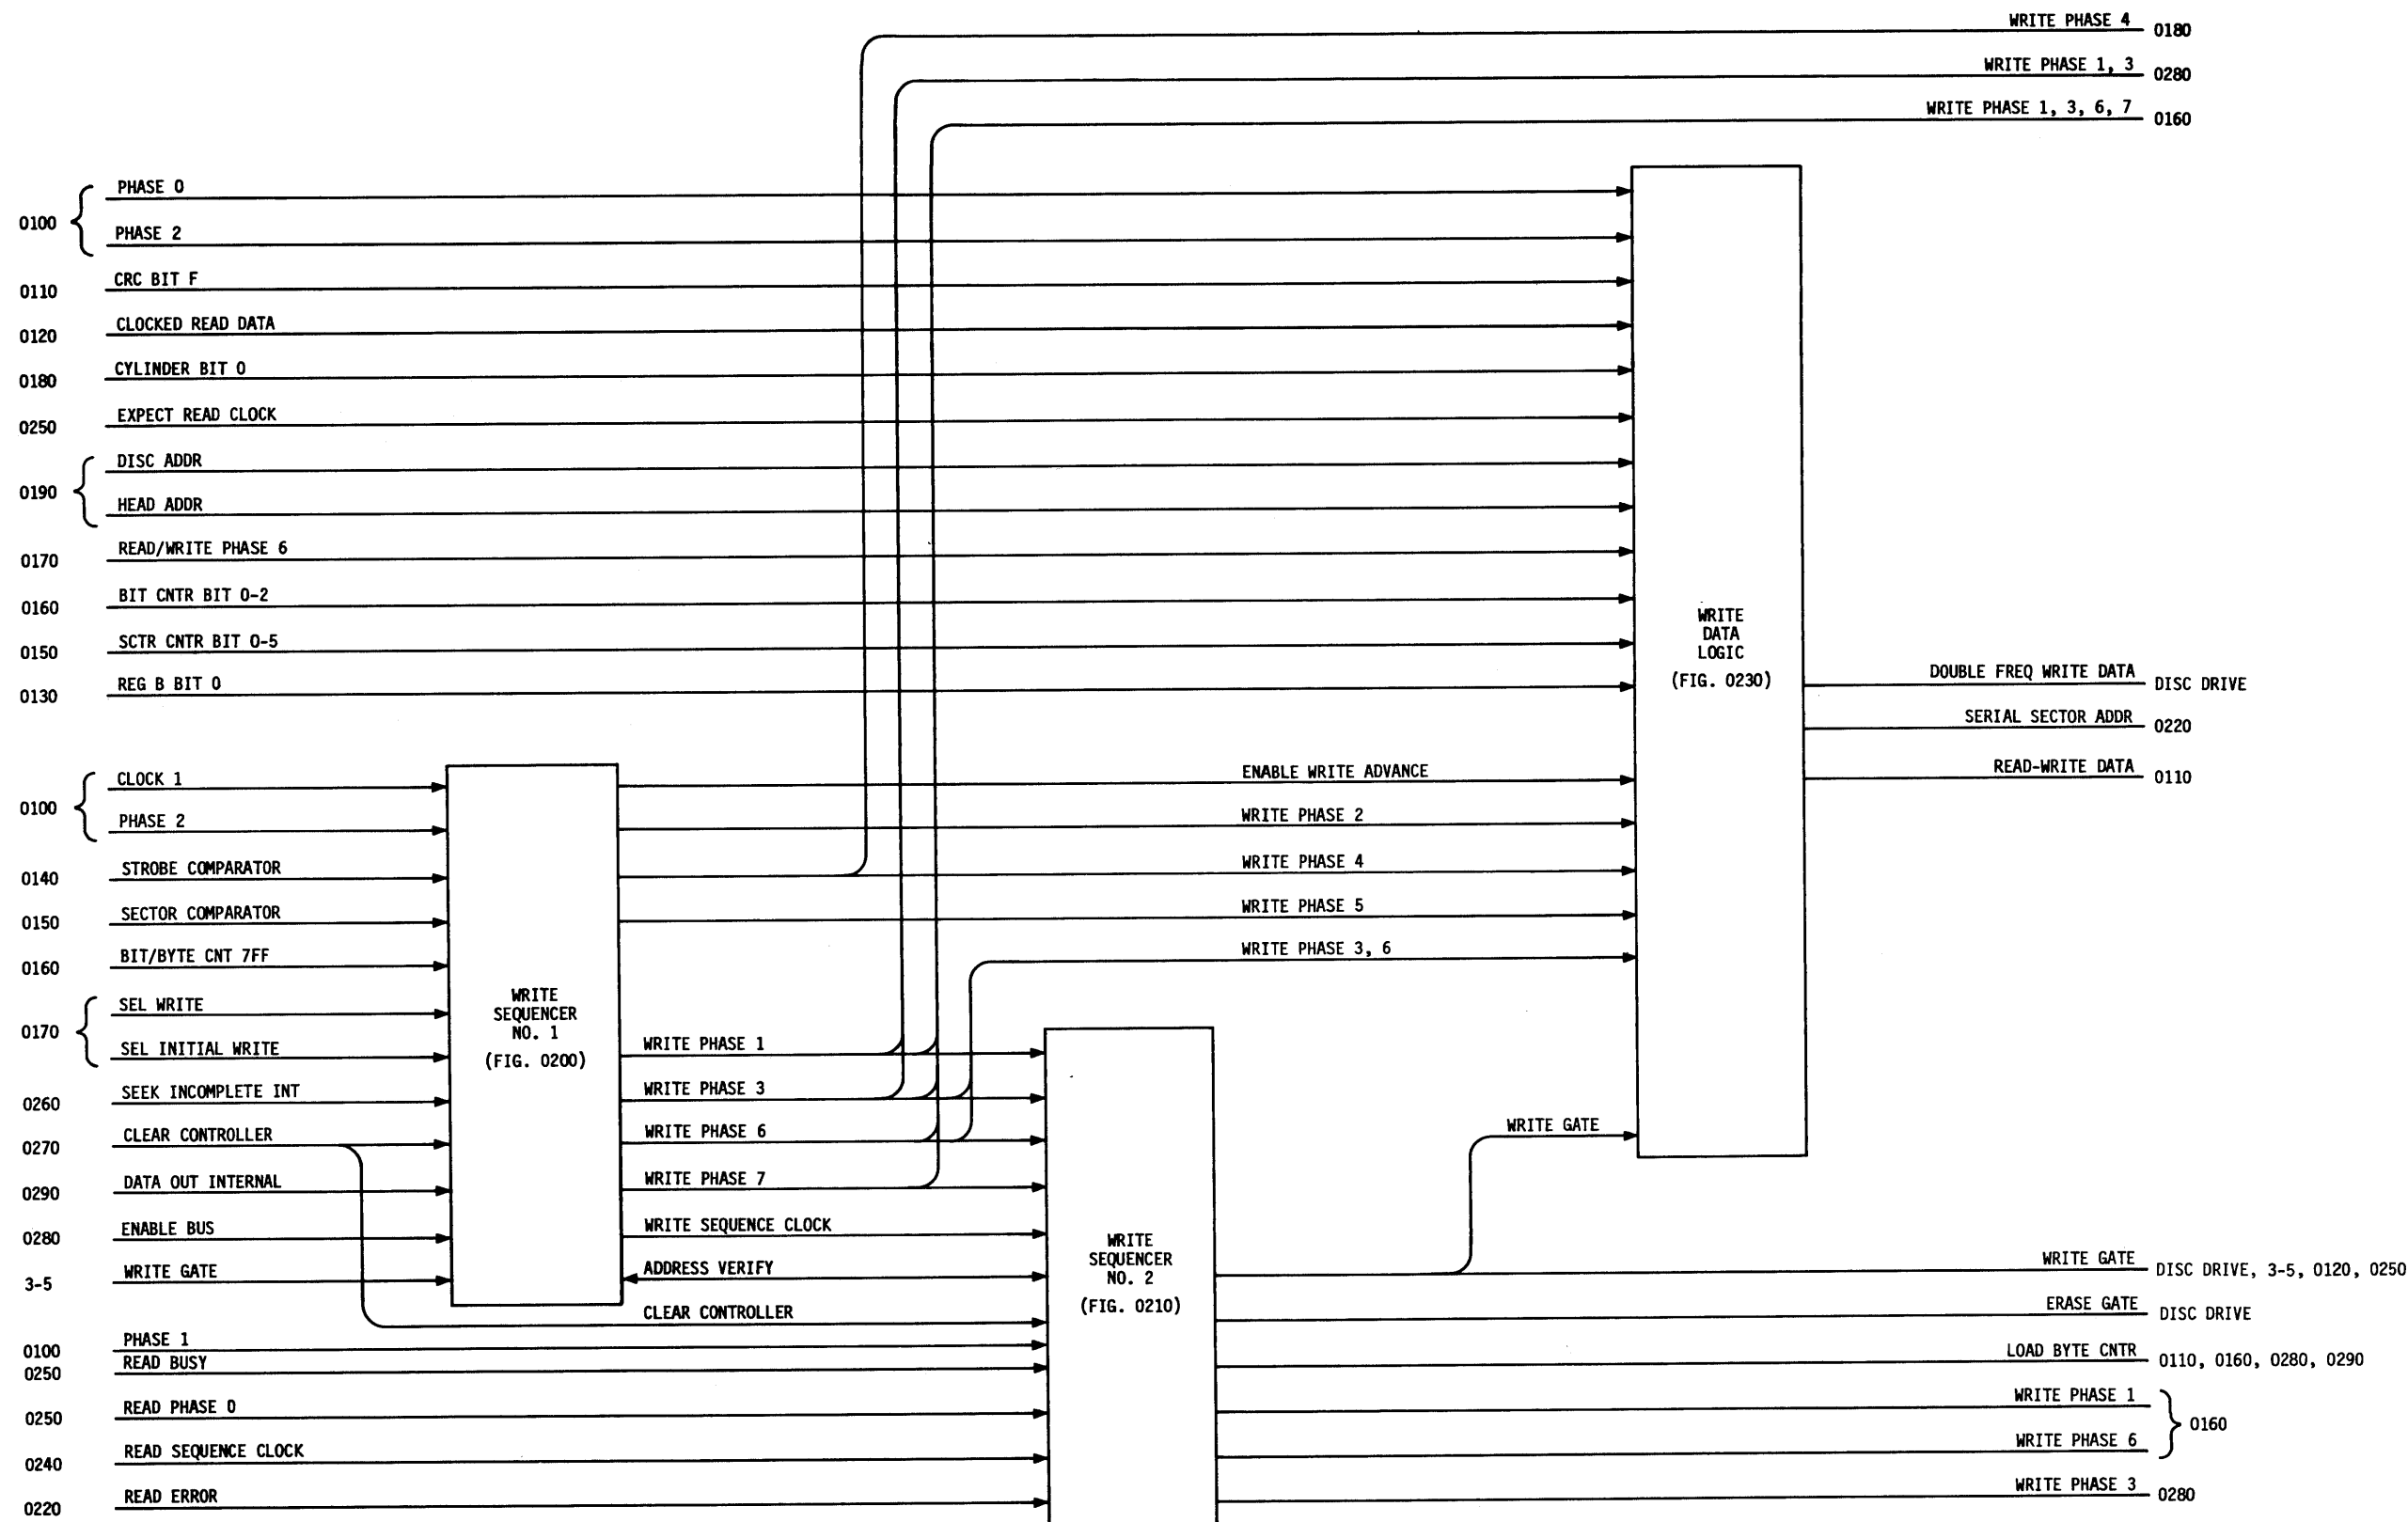 WRITE PHASE 4 0180
WRITE PHASE 1, 3 0280
WRITE PHASE 1, 3, 6, 7 0160
0100
PHASE 0
PHASE 2
0110 CRC BIT F
0120 CLOCKED READ DATA
0180 CYLINDER BIT 0
0250 EXPECT READ CLOCK
0190
DISC ADDR
HEAD ADDR
0170 READ/WRITE PHASE 6
0160 BIT CNTR BIT 0-2
0150 SCTR CNTR BIT 0-5
0130 REG B BIT 0
WRITE
DATA
LOGIC
(FIG. 0230)
DOUBLE FREQ WRITE DATA DISC DRIVE
SERIAL SECTOR ADDR 0220
READ-WRITE DATA 0110
0100
CLOCK 1
PHASE 2
0140 STROBE COMPARATOR
0150 SECTOR COMPARATOR
0160 BIT/BYTE CNT 7FF
0170
SEL WRITE
SEL INITIAL WRITE
0260 SEEK INCOMPLETE INT
0270 CLEAR CONTROLLER
0290 DATA OUT INTERNAL
0280 ENABLE BUS
3-5 WRITE GATE
WRITE
SEQUENCER
NO. 1
(FIG. 0200)
ENABLE WRITE ADVANCE
WRITE PHASE 2
WRITE PHASE 4
WRITE PHASE 5
WRITE PHASE 3, 6
WRITE PHASE 1
WRITE PHASE 3
WRITE PHASE 6
WRITE PHASE 7
WRITE SEQUENCE CLOCK
ADDRESS VERIFY
CLEAR CONTROLLER
0100 PHASE 1
0250 READ BUSY
0250 READ PHASE 0
0240 READ SEQUENCE CLOCK
0220 READ ERROR
WRITE
SEQUENCER
NO. 2
(FIG. 0210)
WRITE GATE
WRITE GATE DISC DRIVE, 3-5, 0120, 0250
ERASE GATE DISC DRIVE
LOAD BYTE CNTR 0110, 0160, 0280, 0290
WRITE PHASE 1
WRITE PHASE 6
0160
WRITE PHASE 3 0280